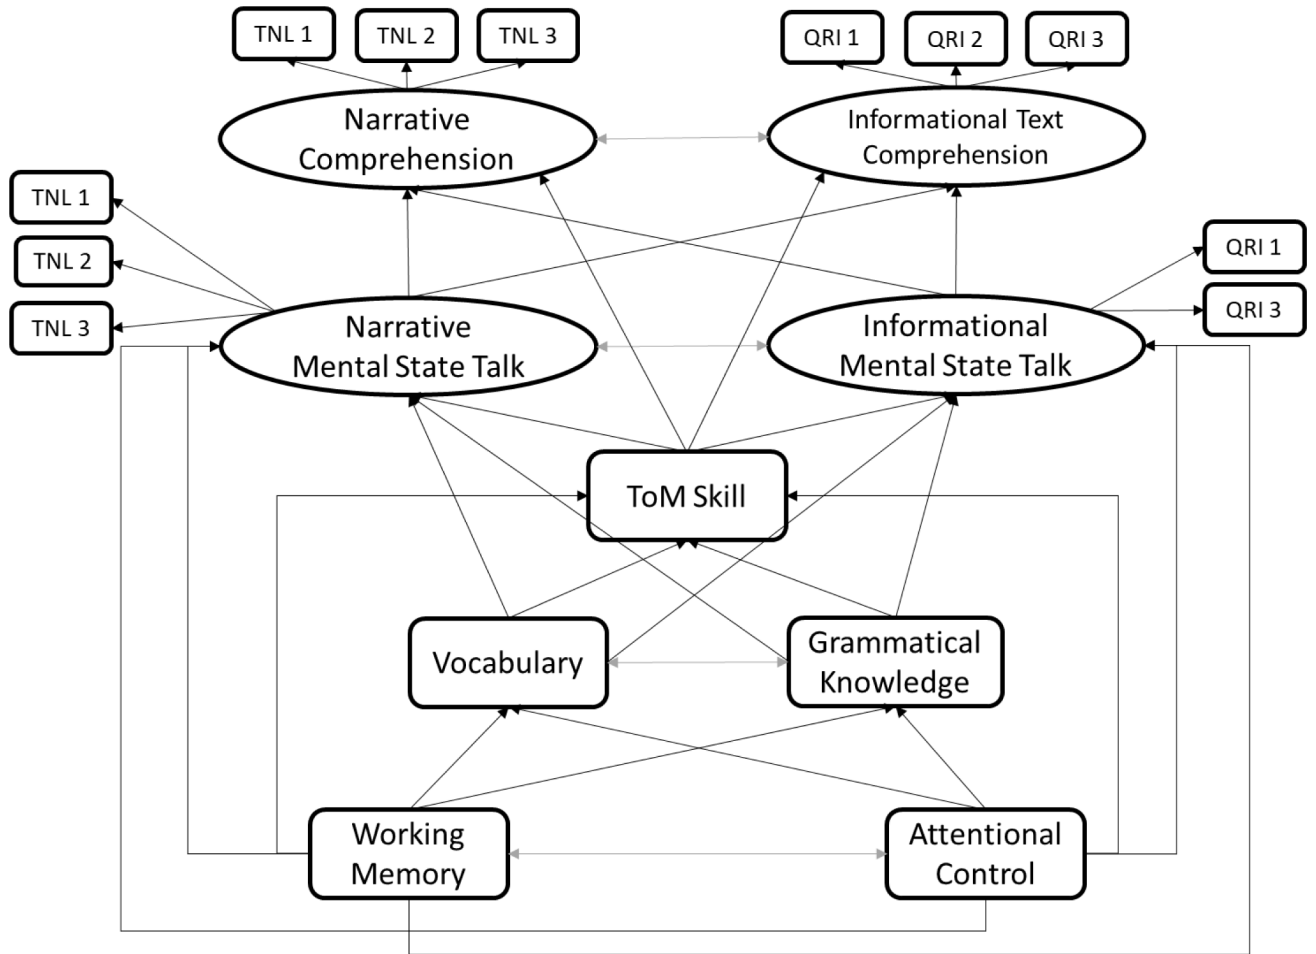 TNL 1
TNL 2
TNL 3
QRI 1
QRI 2
QRI 3
Narrative
Comprehension
Informational Text
Comprehension
TNL 1
TNL 2
TNL 3
QRI 1
QRI 3
Narrative
Mental State Talk
Informational
Mental State Talk
ToM Skill
Vocabulary
Grammatical
Knowledge
Working
Memory
Attentional
Control